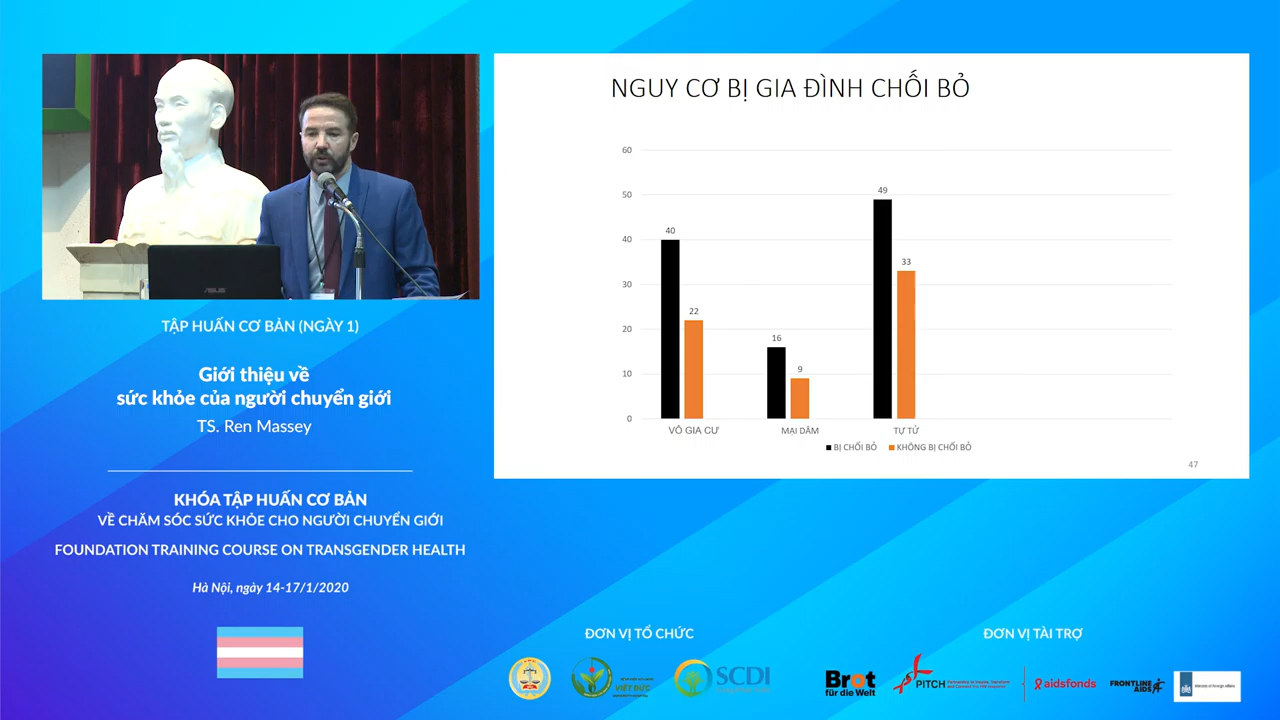 ASUS
TẬP HUẤN CƠ BẢN (NGÀY 1)
Giới thiệu về
sức khỏe của người chuyển giới
TS. Ren Massey
KHÓA TẬP HUẤN CƠ BẢN
VỀ CHĂM SÓC SỨC KHỎE CHO NGƯỜI CHUYỂN GIỚI
FOUNDATION TRAINING COURSE ON TRANSGENDER HEALTH
Hà Nội, ngày 14-17/1/2020
NGUY CƠ BỊ GIA ĐÌNH CHỐI BỎ
60
50
40
30
20
10
0
40
22
16
9
49
33
VÔ GIA CƯ
MẠI DÂM
TỰ TỬ
BỊ CHỐI BỎ
KHÔNG BỊ CHỐI BỎ
47
ĐƠN VỊ TỔ CHỨC
VIỆT ĐỨC
SCDI
ĐƠN VỊ TÀI TRỢ
Brot
für die Welt
PITCH
aidsfonds
FRONTLINE
AIDS
Ministry of Foreign Affairs